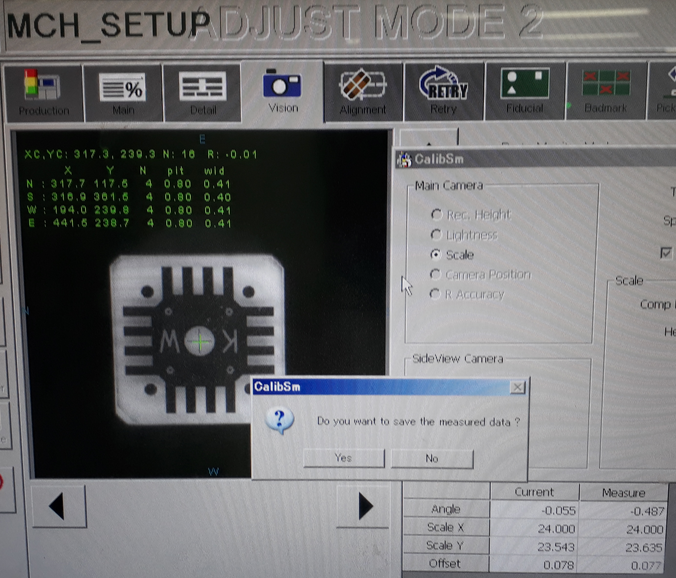 MCH_SETUP
ADJUST MODE 2
Production
Main
Detail
Vision
Alignment
RETRY
Retry
Fiducial
Badmark
E
XC,YC: 317.3, 239.3 N: 16 R: -0.01
X Y N pit wid
N : 317.7 117.5 4 0.80 0.41
S : 316.9 361.5 4 0.80 0.40
W : 194.0 239.8 4 0.80 0.41
E : 441.5 238.7 4 0.80 0.41
N
W K
W
CalibSm
Main Camera
Rec. Height
Lightness
Scale
Camera Position
R Accuracy
SideView Camera
Scale
Comp
CalibSm
Do you want to save the measured data ?
Yes
No
Current Measure
Angle -0.055 -0.487
Scale X 24.000 24.000
Scale Y 23.543 23.635
Offset 0.078 0.077